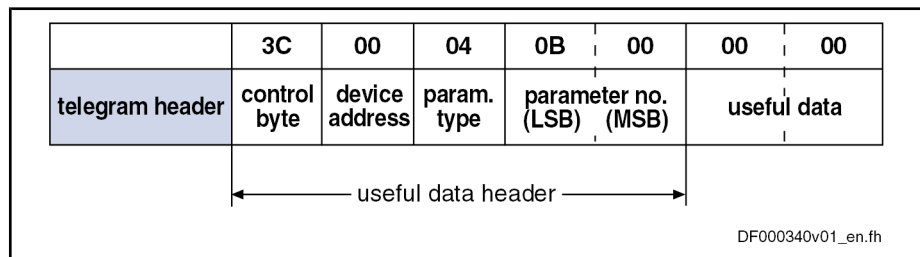 3C 00 04 0B 00 00 00
telegram header control byte device address param. type parameter no. (LSB) (MSB) useful data
useful data header
DF000340v01_en.fh